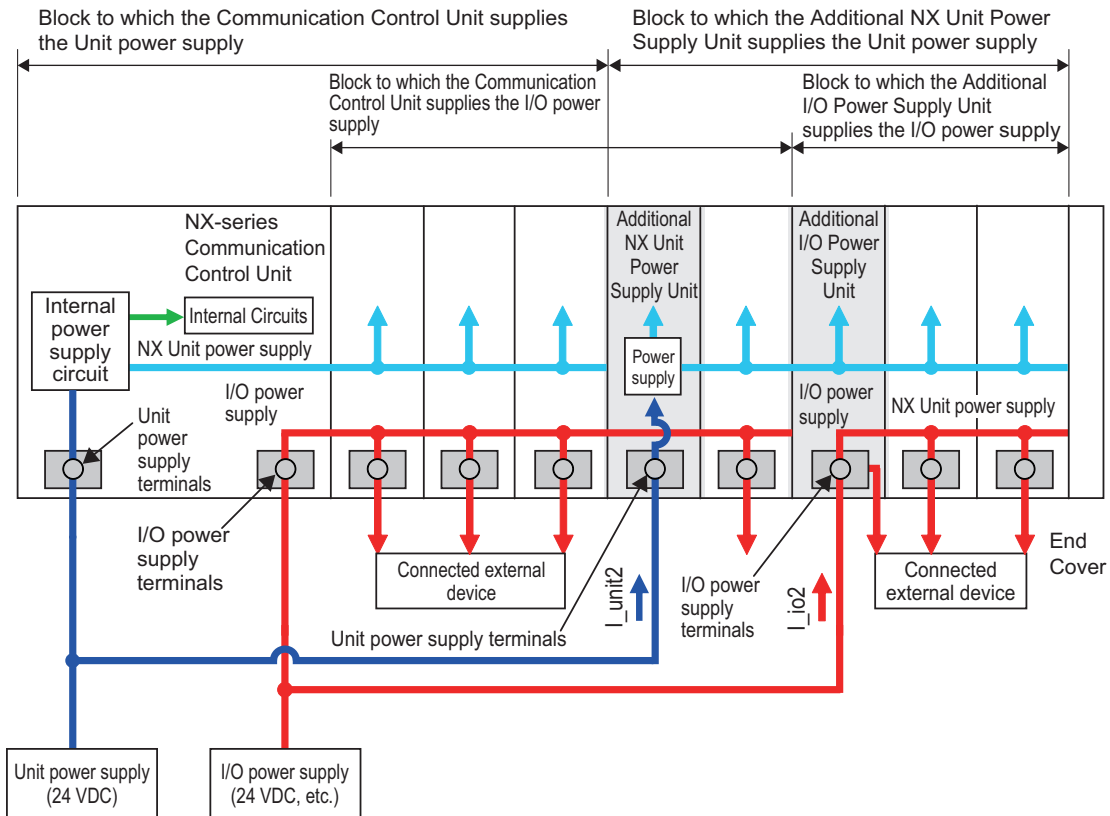 Block to which the Communication Control Unit supplies
the Unit power supply
Block to which the Additional NX Unit Power
Supply Unit supplies the Unit power supply
Block to which the Communication
Control Unit supplies the I/O power
supply
Block to which the Additional
I/O Power Supply Unit
supplies the I/O power supply
NX-series
Communication
Control Unit
Additional
NX Unit
Power
Supply Unit
Additional
I/O Power
Supply
Unit
Internal
power
supply
circuit
Internal Circuits
NX Unit power supply
Power
supply
I/O power
supply
I/O power
supply
NX Unit power supply
Unit
power
supply
terminals
I/O power
supply
terminals
Connected external
device
Unit power supply terminals
I_unit2
I/O power
supply
terminals
I_io2
Connected
external device
End
Cover
Unit power supply
(24 VDC)
I/O power supply
(24 VDC, etc.)